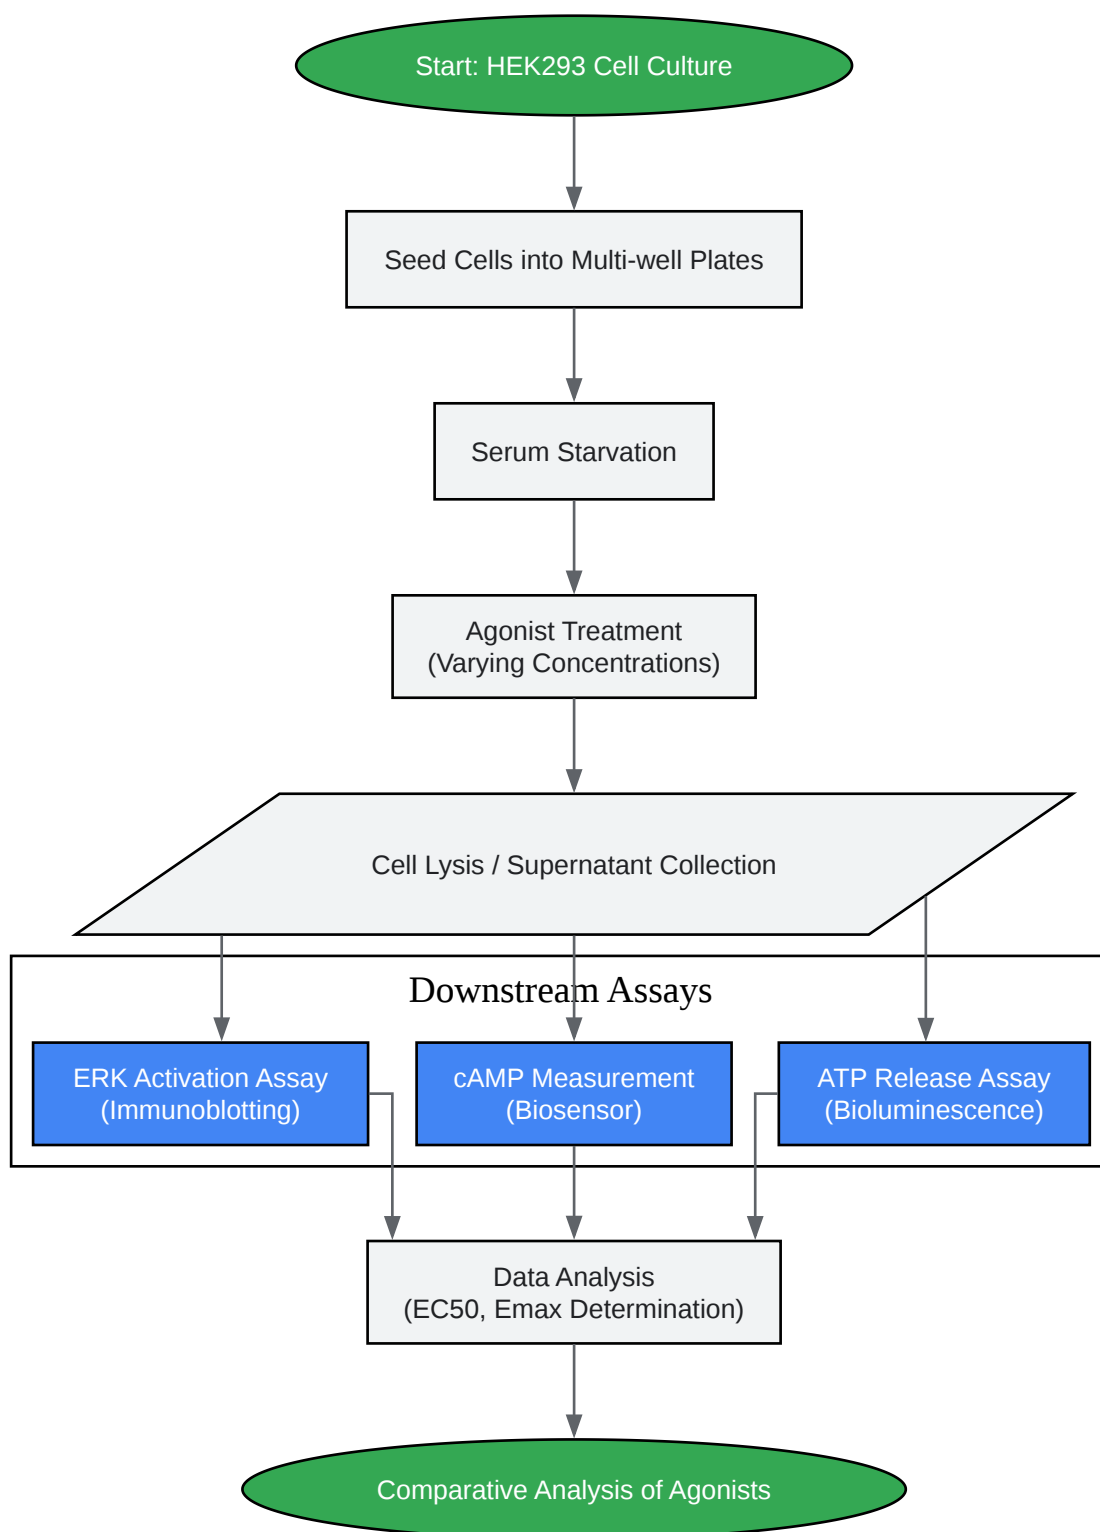 Start: HEK293 Cell Culture
Seed Cells into Multi-well Plates
Serum Starvation
Agonist Treatment
(Varying Concentrations)
Cell Lysis / Supernatant Collection
Downstream Assays
ERK Activation Assay
(Immunoblotting)
cAMP Measurement
(Biosensor)
ATP Release Assay
(Bioluminescence)
Data Analysis
(EC50, Emax Determination)
Comparative Analysis of Agonists